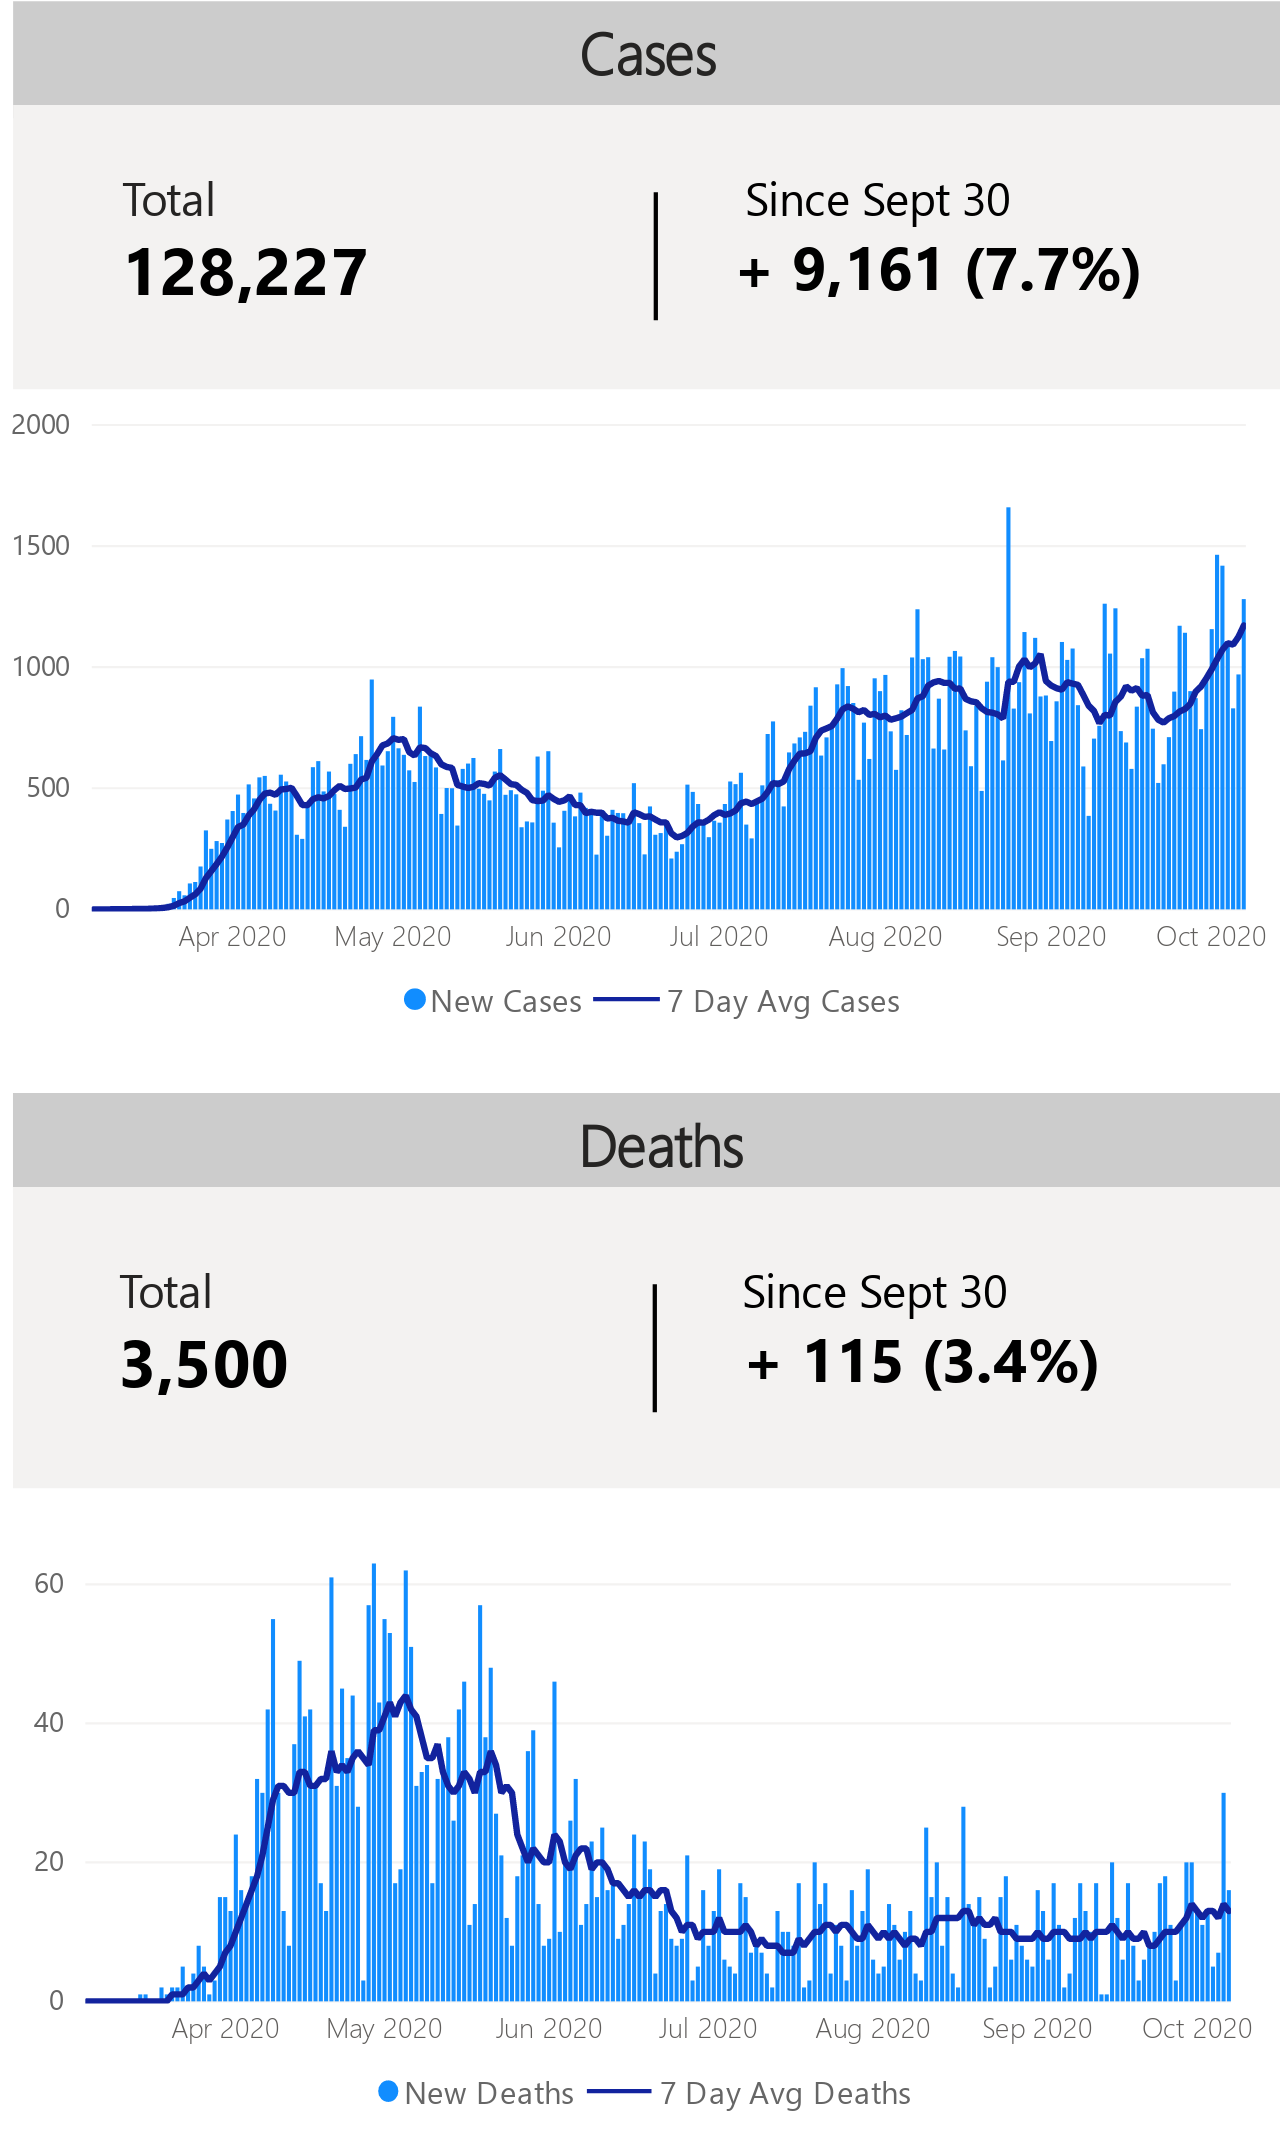 Cases
Total
Since Sept 30
128,227
+ 9,161 (7.7%)
2000
1500
1000
500
0
Apr 2020 May 2020 Jun 2020 Jul 2020 Aug 2020 Sep 2020 Oct 2020
New Cases 7 Day Avg Cases
Deaths
Total
Since Sept 30
3,500
+ 115 (3.4%)
60
40
20
0
Apr 2020 May 2020 Jun 2020 Jul 2020 Aug 2020 Sep 2020 Oct 2020
New Deaths 7 Day Avg Deaths